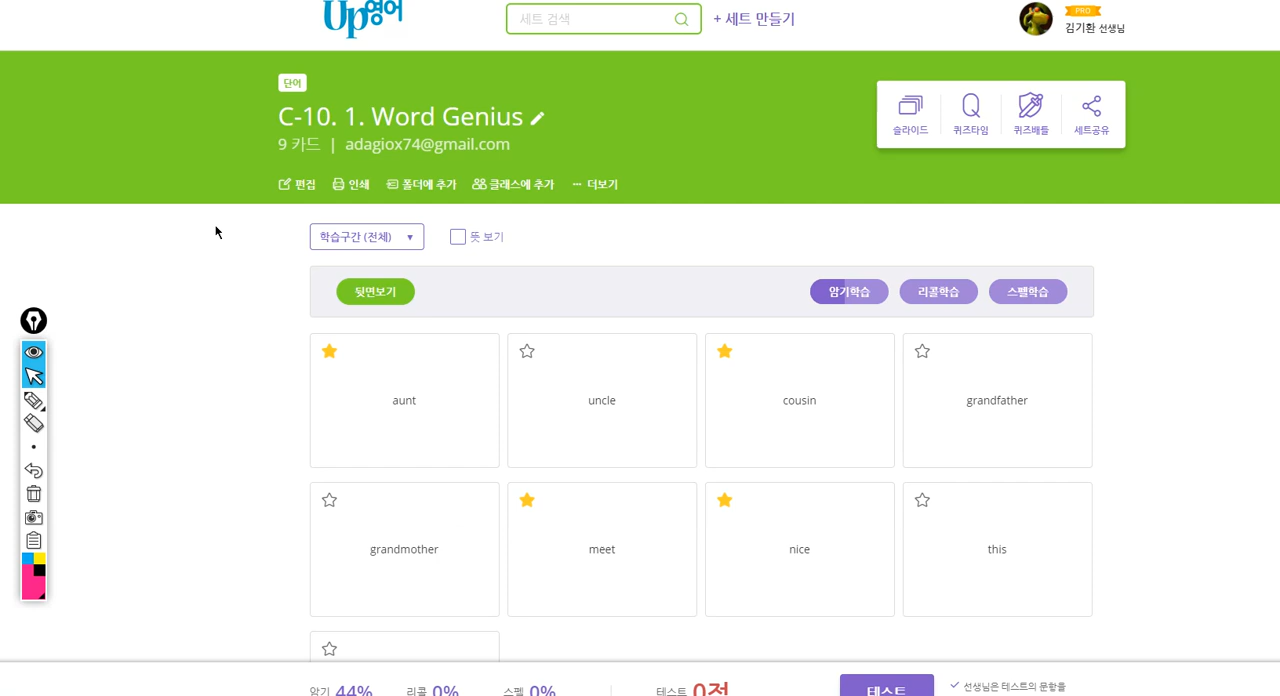 Up영어
세트 검색
+ 세트 만들기
PRO
김기환 선생님
단어
C-10. 1. Word Genius
9 카드 | adagiox74@gmail.com
슬라이드 퀴즈타임 퀴즈배틀 세트공유
편집 인쇄 폴더에 추가 클래스에 추가 ··· 더보기
학습구간 (전체) ▼ 뜻 보기
뒷면보기 암기학습 리콜학습 스펠학습
aunt uncle cousin grandfather
grandmother meet nice this
암기 44% 리콜 0% 스펠 0% 테스트 0점 테스트
선생님은 테스트의 문항을